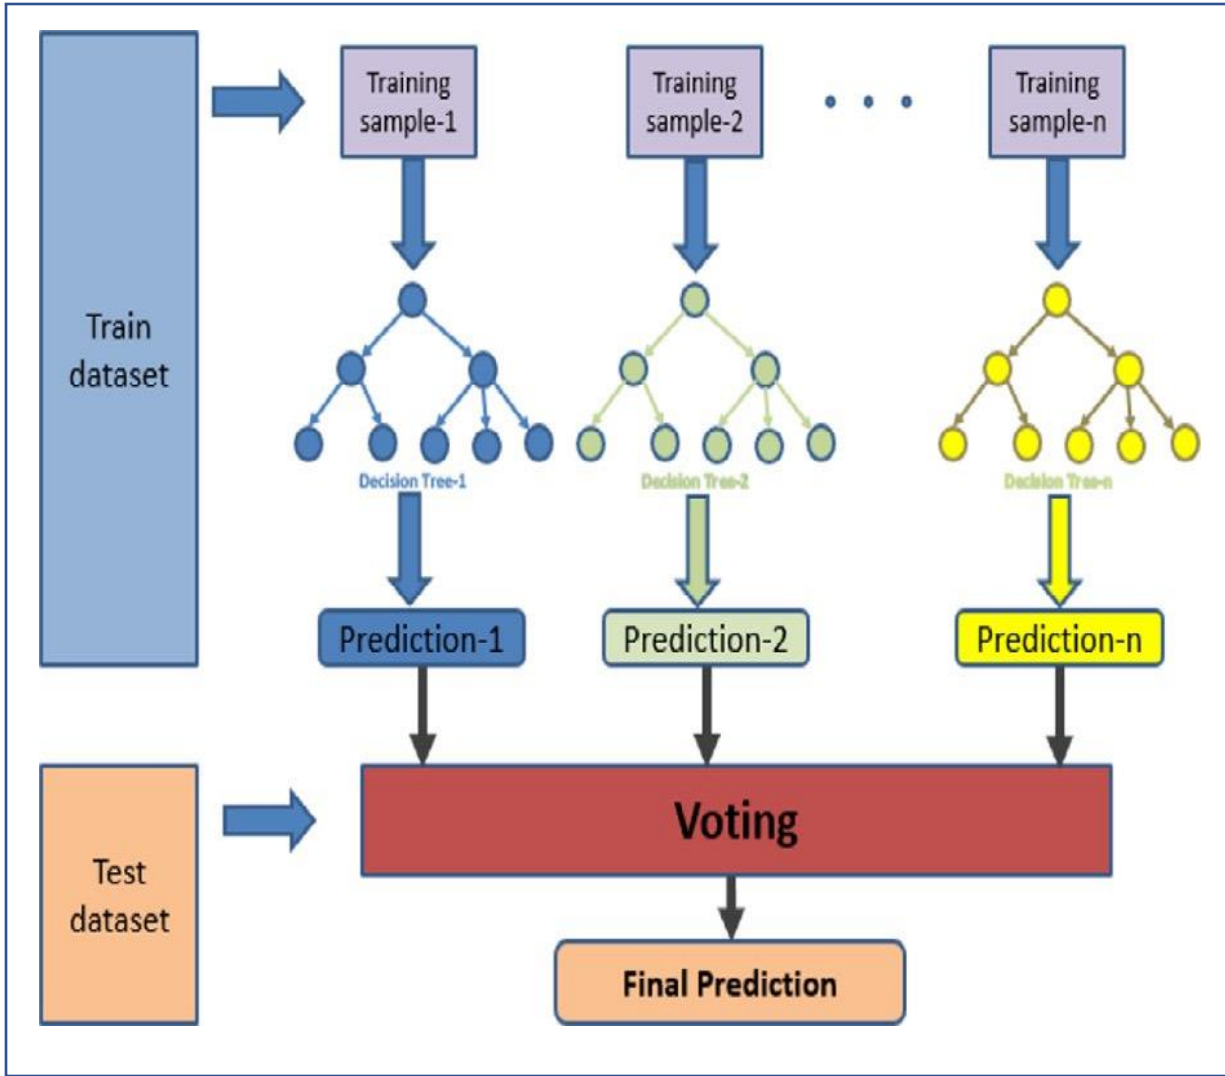 Train
dataset
Training
sample-1
Training
sample-2
Training
sample-n
Decision Tree-1
Decision Tree-2
Decision Tree-n
Prediction-1
Prediction-2
Prediction-n
Test
dataset
Voting
Final Prediction